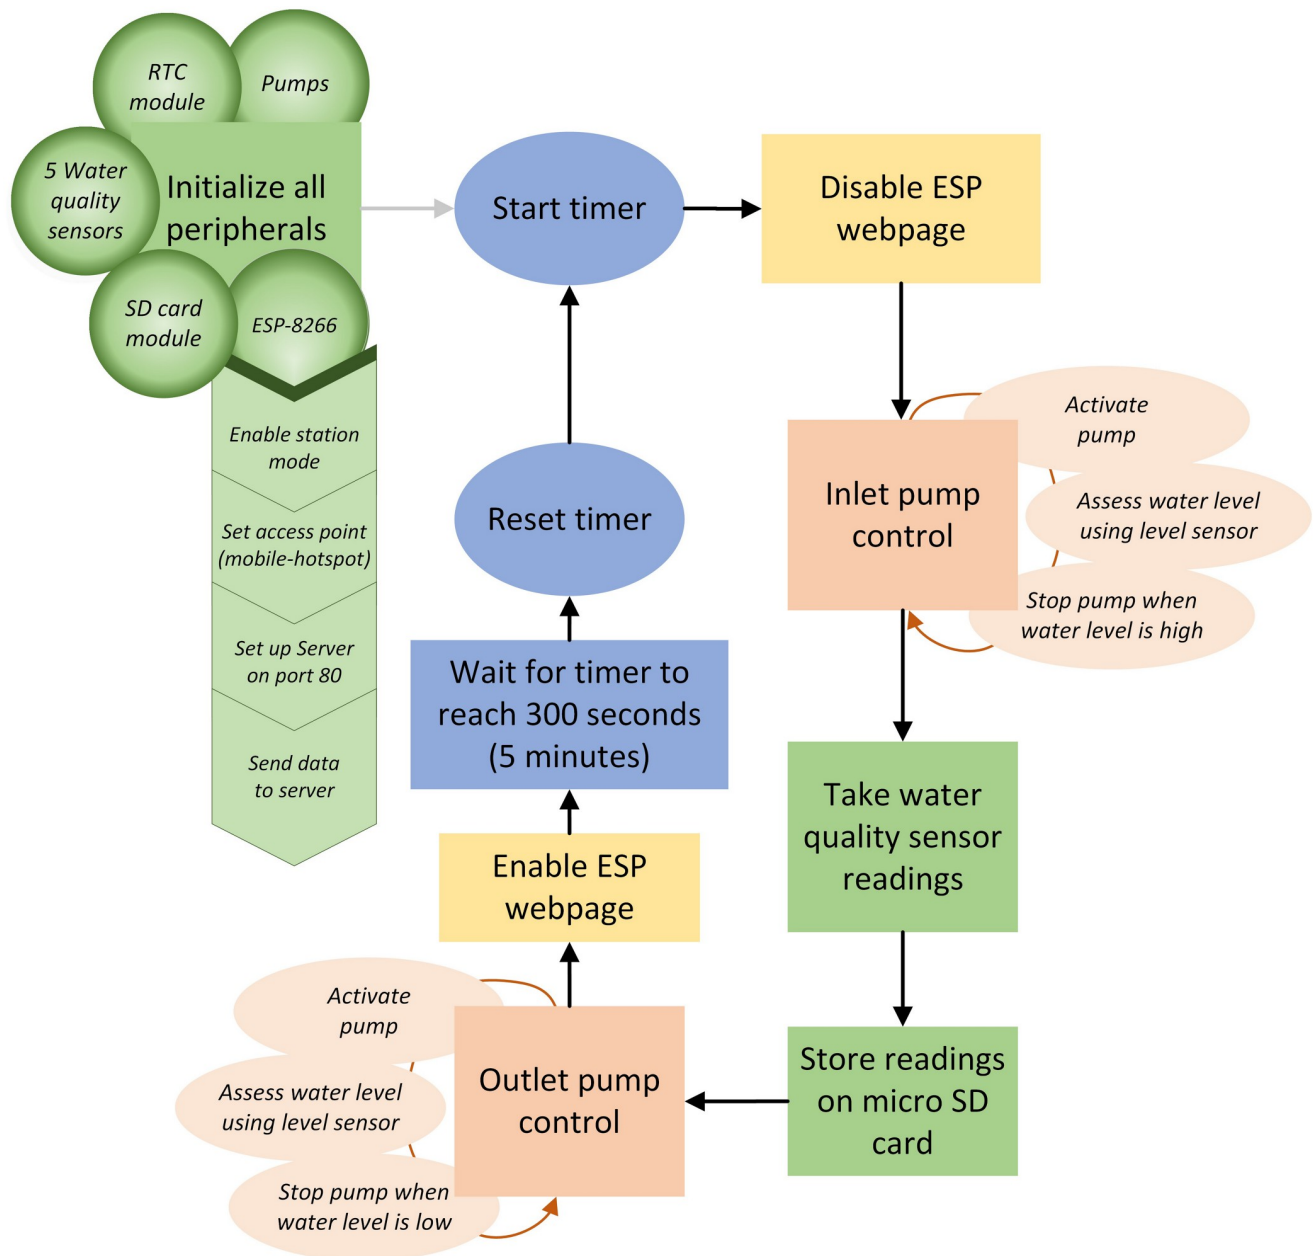 RTC
module
Pumps
5 Water
quality
sensors
Initialize all
peripherals
SD card
module
ESP-8266
Enable station
mode
Set access point
(mobile-hotspot)
Set up Server
on port 80
Send data
to server
Start timer
Disable ESP
webpage
Inlet pump
control
Activate
pump
Assess water level
using level sensor
Stop pump when
water level is high
Take water
quality sensor
readings
Store readings
on micro SD
card
Outlet pump
control
Activate
pump
Assess water level
using level sensor
Stop pump when
water level is low
Enable ESP
webpage
Wait for timer to
reach 300 seconds
(5 minutes)
Reset timer